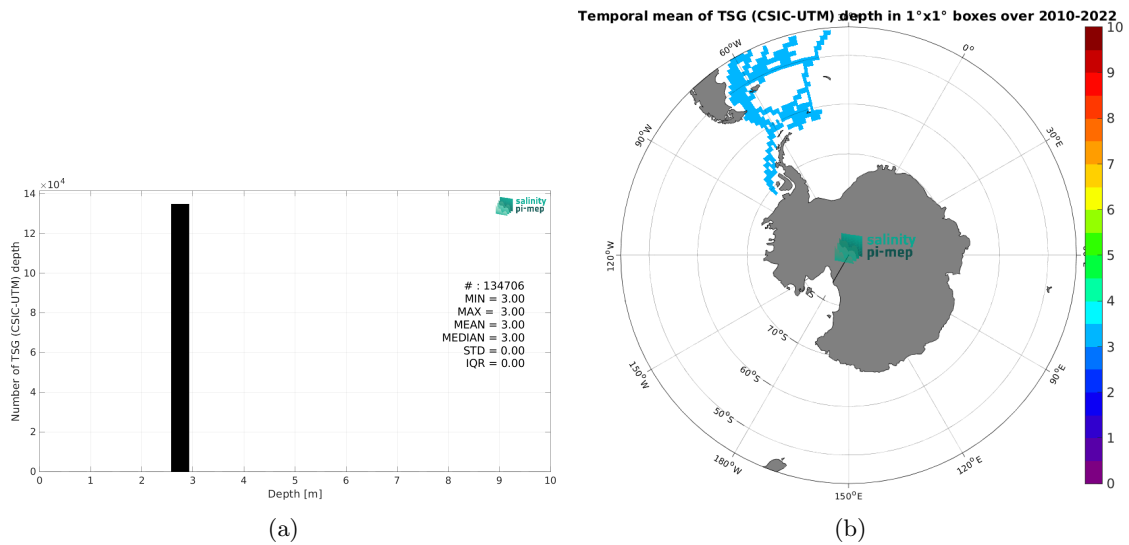 Temporal mean of TSG (CSIC-UTM) depth in 1°x1° boxes over 2010-2022
×10⁴
14
12
10
8
6
4
2
0
Number of TSG (CSIC-UTM) depth
salinity
pi-mep
# : 134706
MIN = 3.00
MAX = 3.00
MEAN = 3.00
MEDIAN = 3.00
STD = 0.00
IQR = 0.00
0 1 2 3 4 5 6 7 8 9 10
Depth [m]
(a)
60°W
0°
90°W
30°E
120°W
salinity
pi-mep
70°S
60°S
50°S
150°W
90°E
180°W
120°E
150°E
10
9
8
7
6
5
4
3
2
1
0
(b)